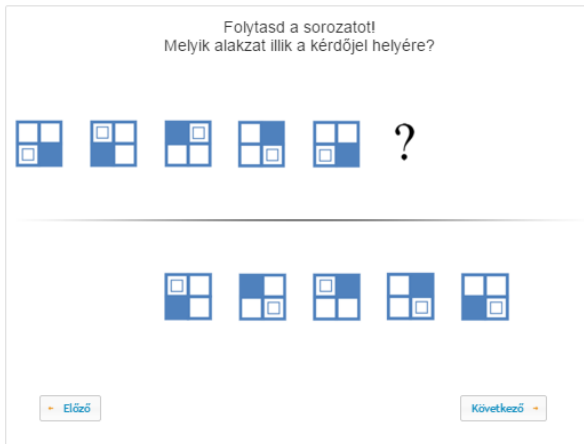 Folytasd a sorozatot!
Melyik alakzat illik a kérdőjel helyére?
?
Előző
Következő